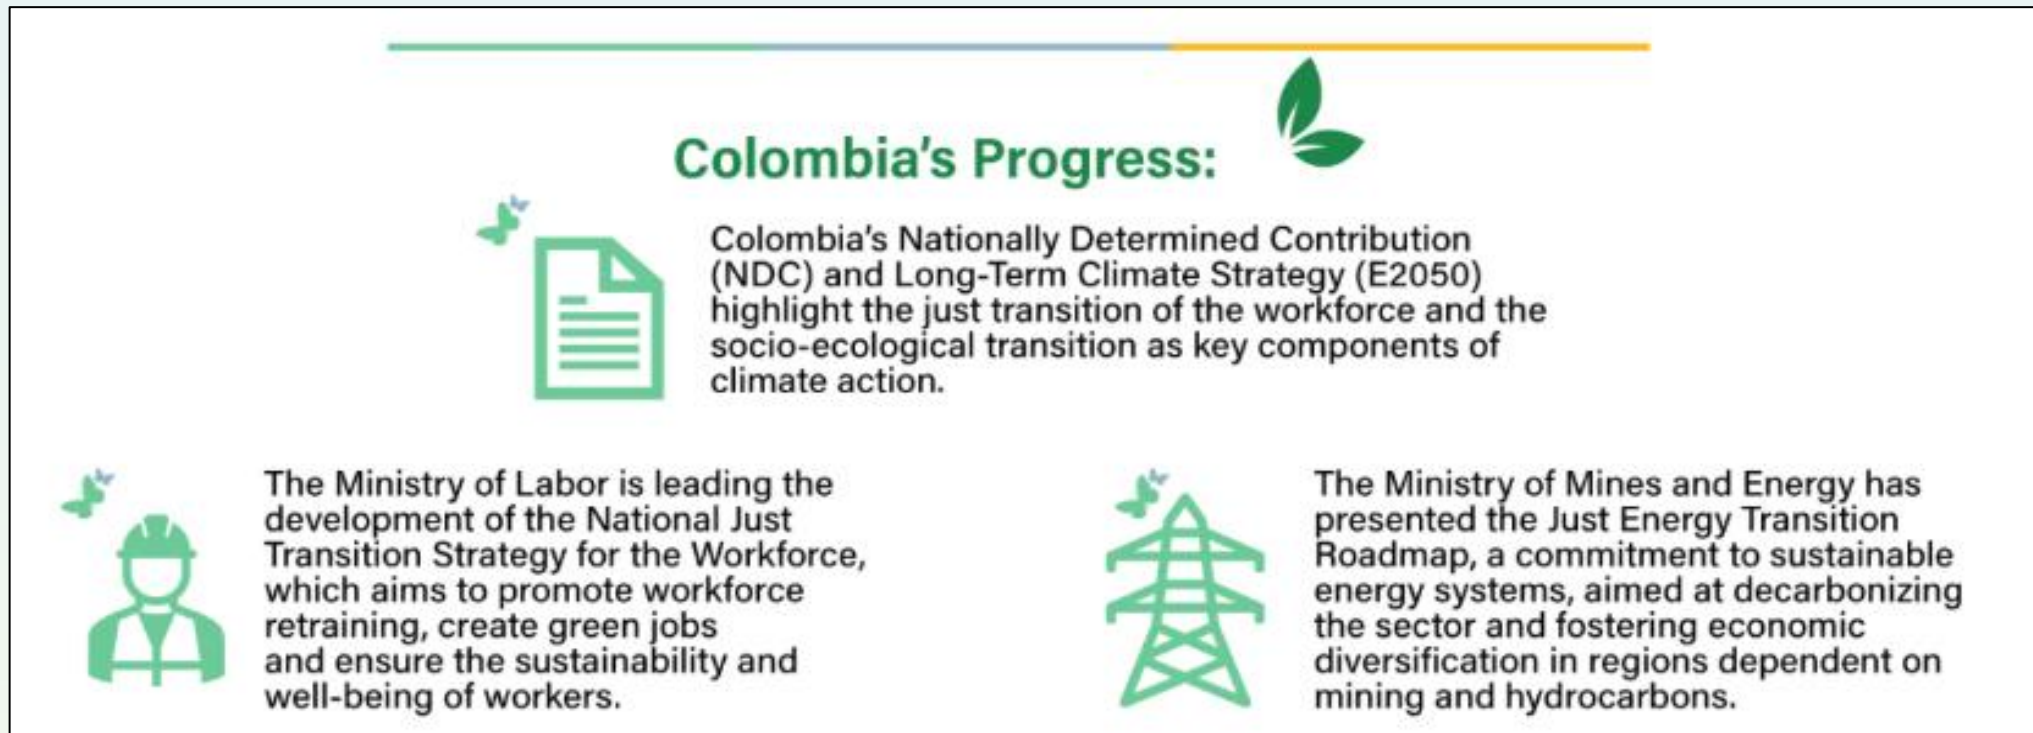 Colombia's Progress:
Colombia's Nationally Determined Contribution
(NDC) and Long-Term Climate Strategy (E2050)
highlight the just transition of the workforce and the
socio-ecological transition as key components of
climate action.
The Ministry of Labor is leading the
development of the National Just
Transition Strategy for the Workforce,
which aims to promote workforce
retraining, create green jobs
and ensure the sustainability and
well-being of workers.
The Ministry of Mines and Energy has
presented the Just Energy Transition
Roadmap, a commitment to sustainable
energy systems, aimed at decarbonizing
the sector and fostering economic
diversification in regions dependent on
mining and hydrocarbons.